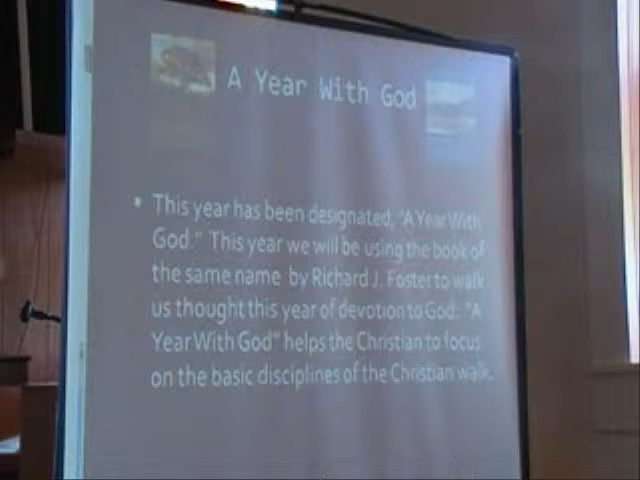 A Year With God
• This year has been designated, "A Year With
God." This year we will be using the book of
the same name by Richard J. Foster to walk
us thought this year of devotion to God. "A
Year With God" helps the Christian to focus
on the basic disciplines of the Christian walk.